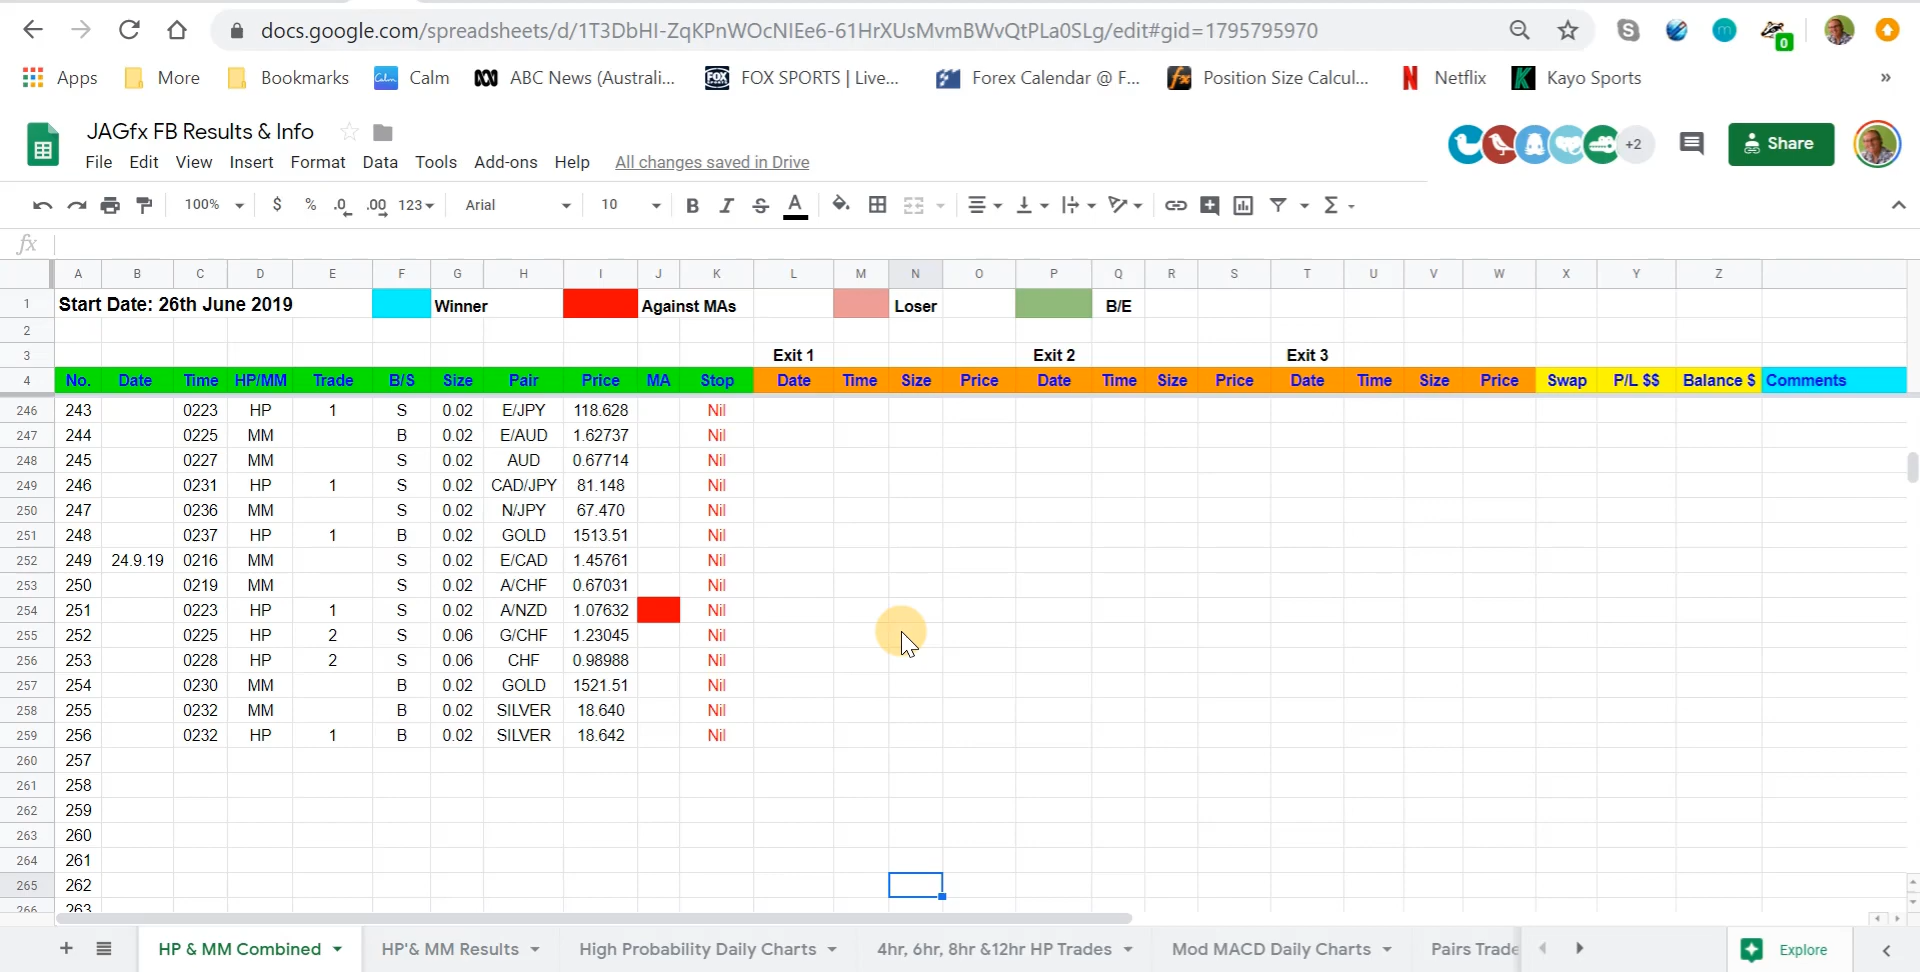 docs.google.com/spreadsheets/d/1T3DbHI-ZqKPnWOcNIEe6-61HrXUsMvmBWvQtPLa0SLg/edit#gid=1795795970
0
Apps More Bookmarks Calm ABC News (Australi... FOX SPORTS | Live... Forex Calendar @ F... Position Size Calcul... Netflix Kayo Sports »
JAGfx FB Results & Info
+2 Share
File Edit View Insert Format Data Tools Add-ons Help All changes saved in Drive
100% $ % .0 .00 123 Arial 10 B I S A Σ
fx
A B C D E F G H I J K L M N O P Q R S T U V W X Y Z
1 Start Date: 26th June 2019 Winner Against MAs Loser B/E
2
3 Exit 1 Exit 2 Exit 3
4 No. Date Time HP/MM Trade B/S Size Pair Price MA Stop Date Time Size Price Date Time Size Price Date Time Size Price Swap P/L $$ Balance $ Comments
246 243 0223 HP 1 S 0.02 E/JPY 118.628 Nil
247 244 0225 MM B 0.02 E/AUD 1.62737 Nil
248 245 0227 MM S 0.02 AUD 0.67714 Nil
249 246 0231 HP 1 S 0.02 CAD/JPY 81.148 Nil
250 247 0236 MM S 0.02 N/JPY 67.470 Nil
251 248 0237 HP 1 B 0.02 GOLD 1513.51 Nil
252 249 24.9.19 0216 MM S 0.02 E/CAD 1.45761 Nil
253 250 0219 MM S 0.02 A/CHF 0.67031 Nil
254 251 0223 HP 1 S 0.02 A/NZD 1.07632 Nil
255 252 0225 HP 2 S 0.06 G/CHF 1.23045 Nil
256 253 0228 HP 2 S 0.06 CHF 0.98988 Nil
257 254 0230 MM B 0.02 GOLD 1521.51 Nil
258 255 0232 MM B 0.02 SILVER 18.640 Nil
259 256 0232 HP 1 B 0.02 SILVER 18.642 Nil
260 257
261 258
262 259
263 260
264 261
265 262
266 263
HP & MM Combined HP'& MM Results High Probability Daily Charts 4hr, 6hr, 8hr &12hr HP Trades Mod MACD Daily Charts Pairs Trade Explore